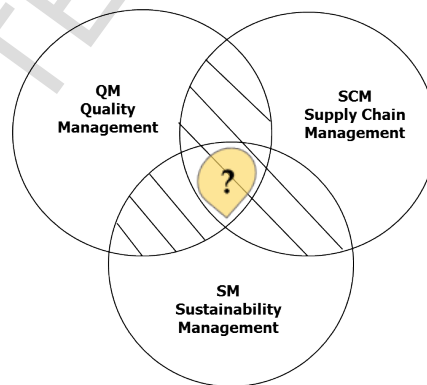 QM
Quality
Management
SCM
Supply Chain
Management
?
SM
Sustainability
Management